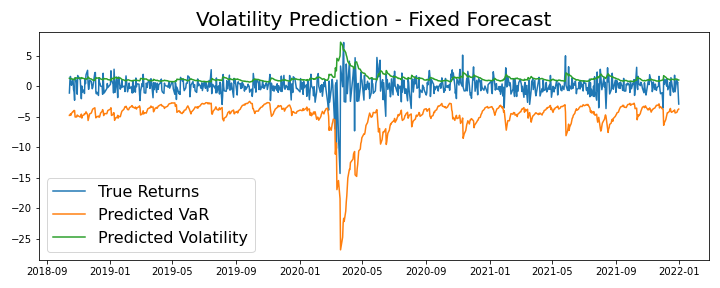 Volatility Prediction - Fixed Forecast
5
0
−5
−10
−15
−20
−25
True Returns
Predicted VaR
Predicted Volatility
2018-09 2019-01 2019-05 2019-09 2020-01 2020-05 2020-09 2021-01 2021-05 2021-09 2022-01